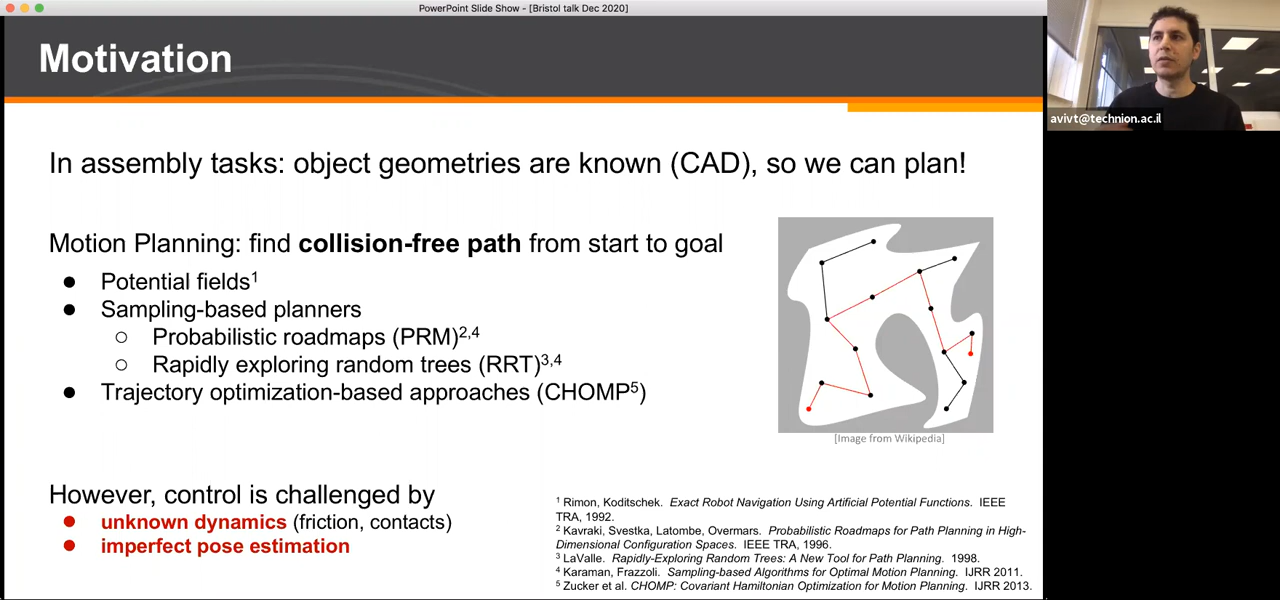 PowerPoint Slide Show - [Bristol talk Dec 2020]
Motivation
avivt@technion.ac.il
In assembly tasks: object geometries are known (CAD), so we can plan!
Motion Planning: find collision-free path from start to goal
● Potential fields¹
● Sampling-based planners
○ Probabilistic roadmaps (PRM)²,⁴
○ Rapidly exploring random trees (RRT)³,⁴
● Trajectory optimization-based approaches (CHOMP⁵)
[Image from Wikipedia]
However, control is challenged by
● unknown dynamics (friction, contacts)
● imperfect pose estimation
¹ Rimon, Koditschek. Exact Robot Navigation Using Artificial Potential Functions. IEEE
TRA, 1992.
² Kavraki, Svestka, Latombe, Overmars. Probabilistic Roadmaps for Path Planning in High-
Dimensional Configuration Spaces. IEEE TRA, 1996.
³ LaValle. Rapidly-Exploring Random Trees: A New Tool for Path Planning. 1998.
⁴ Karaman, Frazzoli. Sampling-based Algorithms for Optimal Motion Planning. IJRR 2011.
⁵ Zucker et al. CHOMP: Covariant Hamiltonian Optimization for Motion Planning. IJRR 2013.